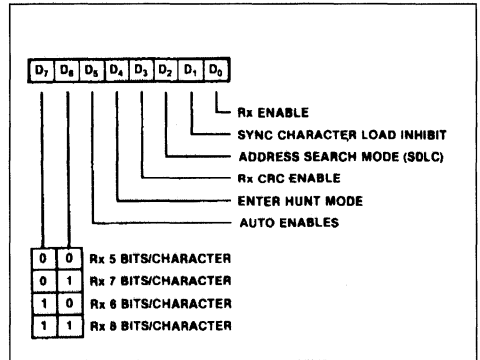 D7 D6 D5 D4 D3 D2 D1 D0
Rx ENABLE
SYNC CHARACTER LOAD INHIBIT
ADDRESS SEARCH MODE (SDLC)
Rx CRC ENABLE
ENTER HUNT MODE
AUTO ENABLES
0 0 Rx 5 BITS/CHARACTER
0 1 Rx 7 BITS/CHARACTER
1 0 Rx 6 BITS/CHARACTER
1 1 Rx 8 BITS/CHARACTER